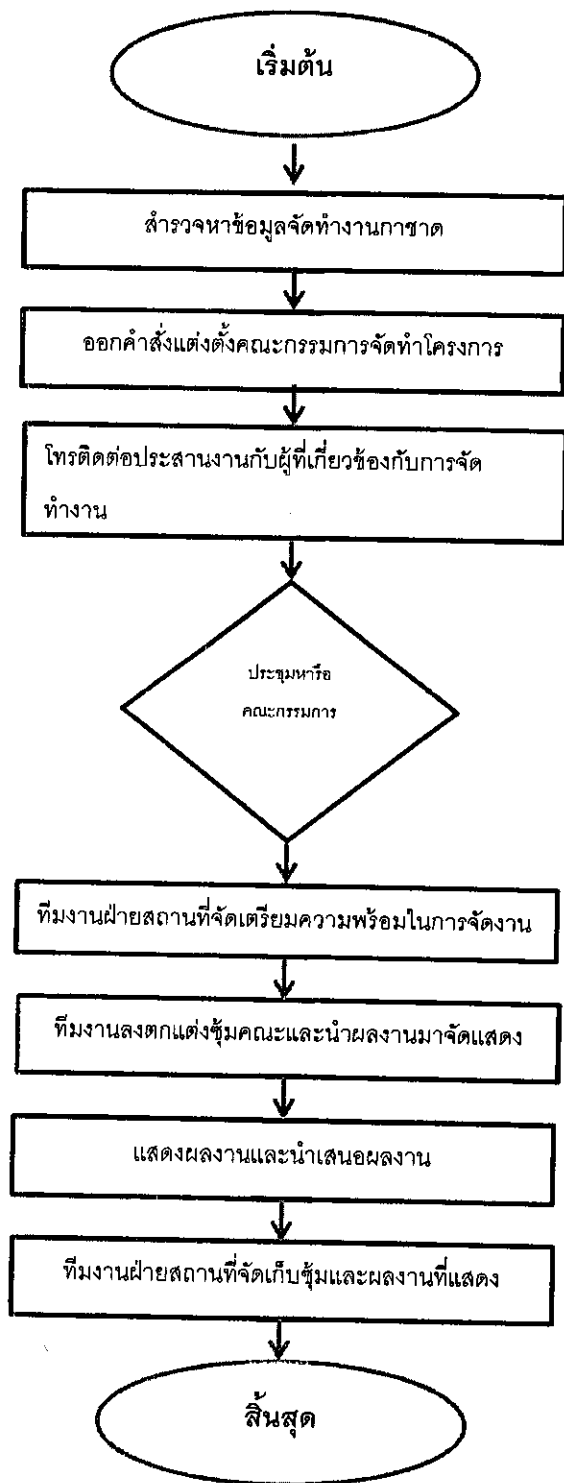 เริ่มต้น
สำรวจหาข้อมูลจัดทำงานกาชาด
ออกคำสั่งแต่งตั้งคณะกรรมการจัดทำโครงการ
โทรติดต่อประสานงานกับผู้ที่เกี่ยวข้องกับการจัด
ทำงาน
ประชุมหารือ
คณะกรรมการ
ทีมงานฝ่ายสถานที่จัดเตรียมความพร้อมในการจัดงาน
ทีมงานลงตกแต่งซุ้มคณะและนำผลงานมาจัดแสดง
แสดงผลงานและนำเสนอผลงาน
ทีมงานฝ่ายสถานที่จัดเก็บซุ้มและผลงานที่แสดง
สิ้นสุด